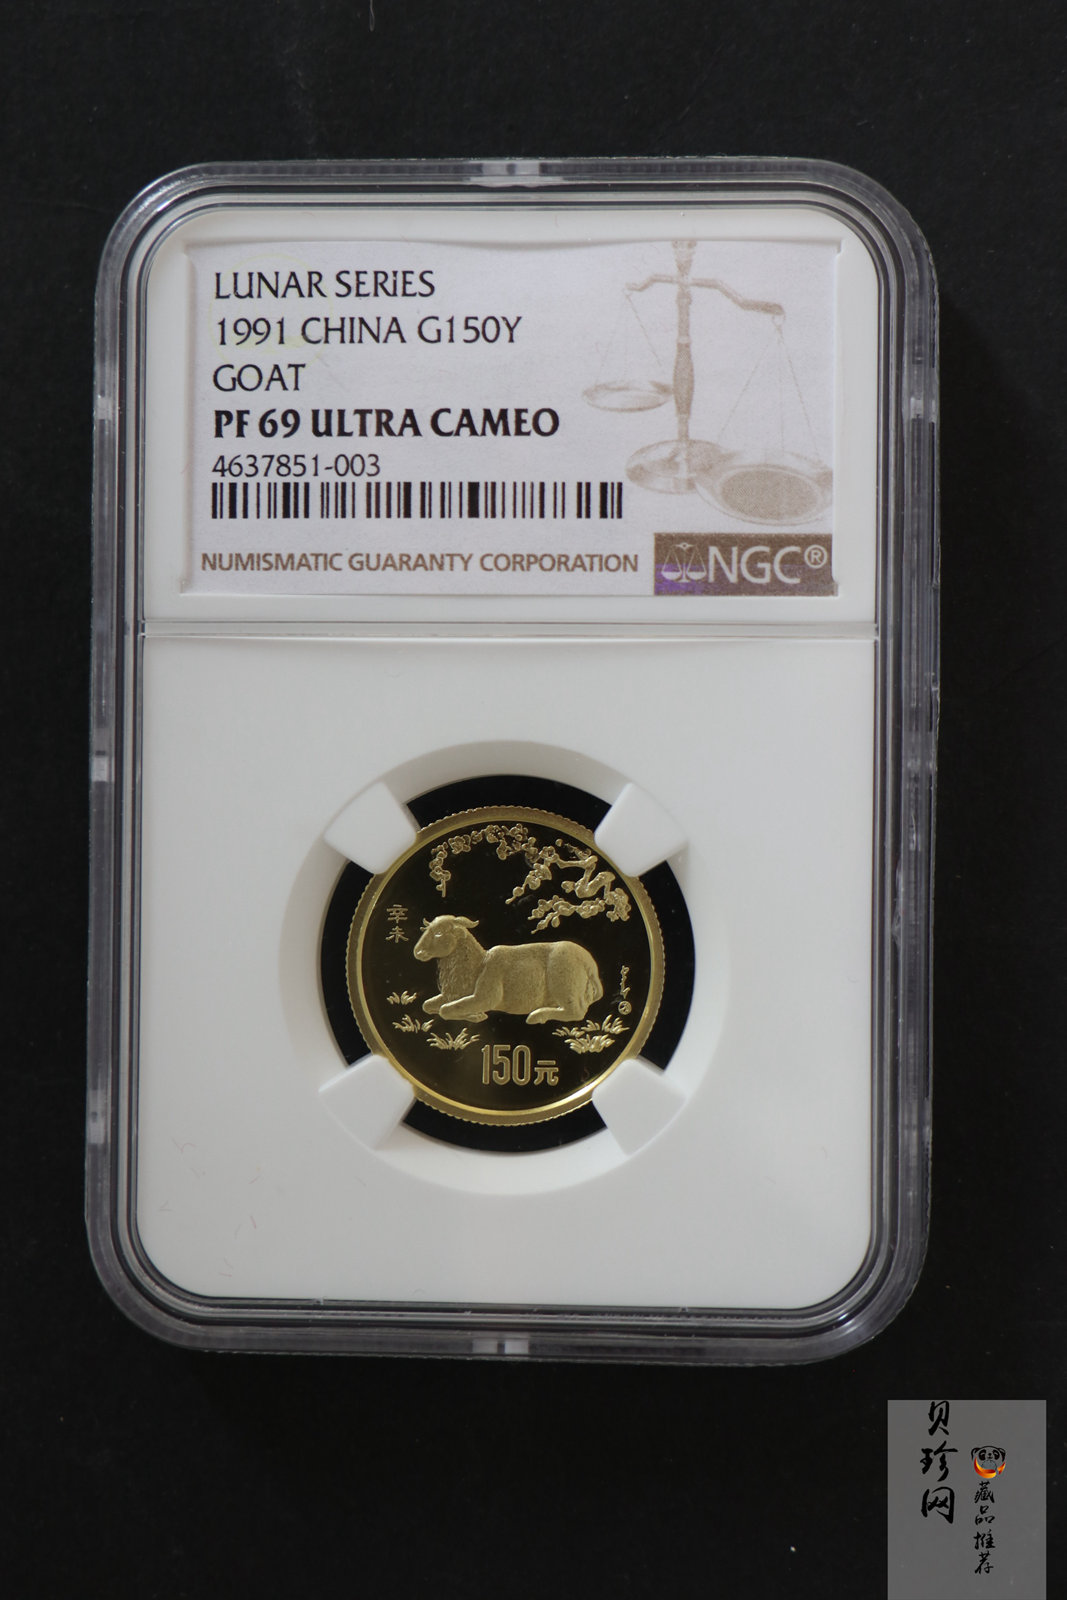 LUNAR SERIES
1991 CHINA G150Y
GOAT
PF 69 ULTRA CAMEO
4637851-003
NUMISMATIC GUARANTY CORPORATION
NGC®
辛未
150元
贝珍网
藏品推荐